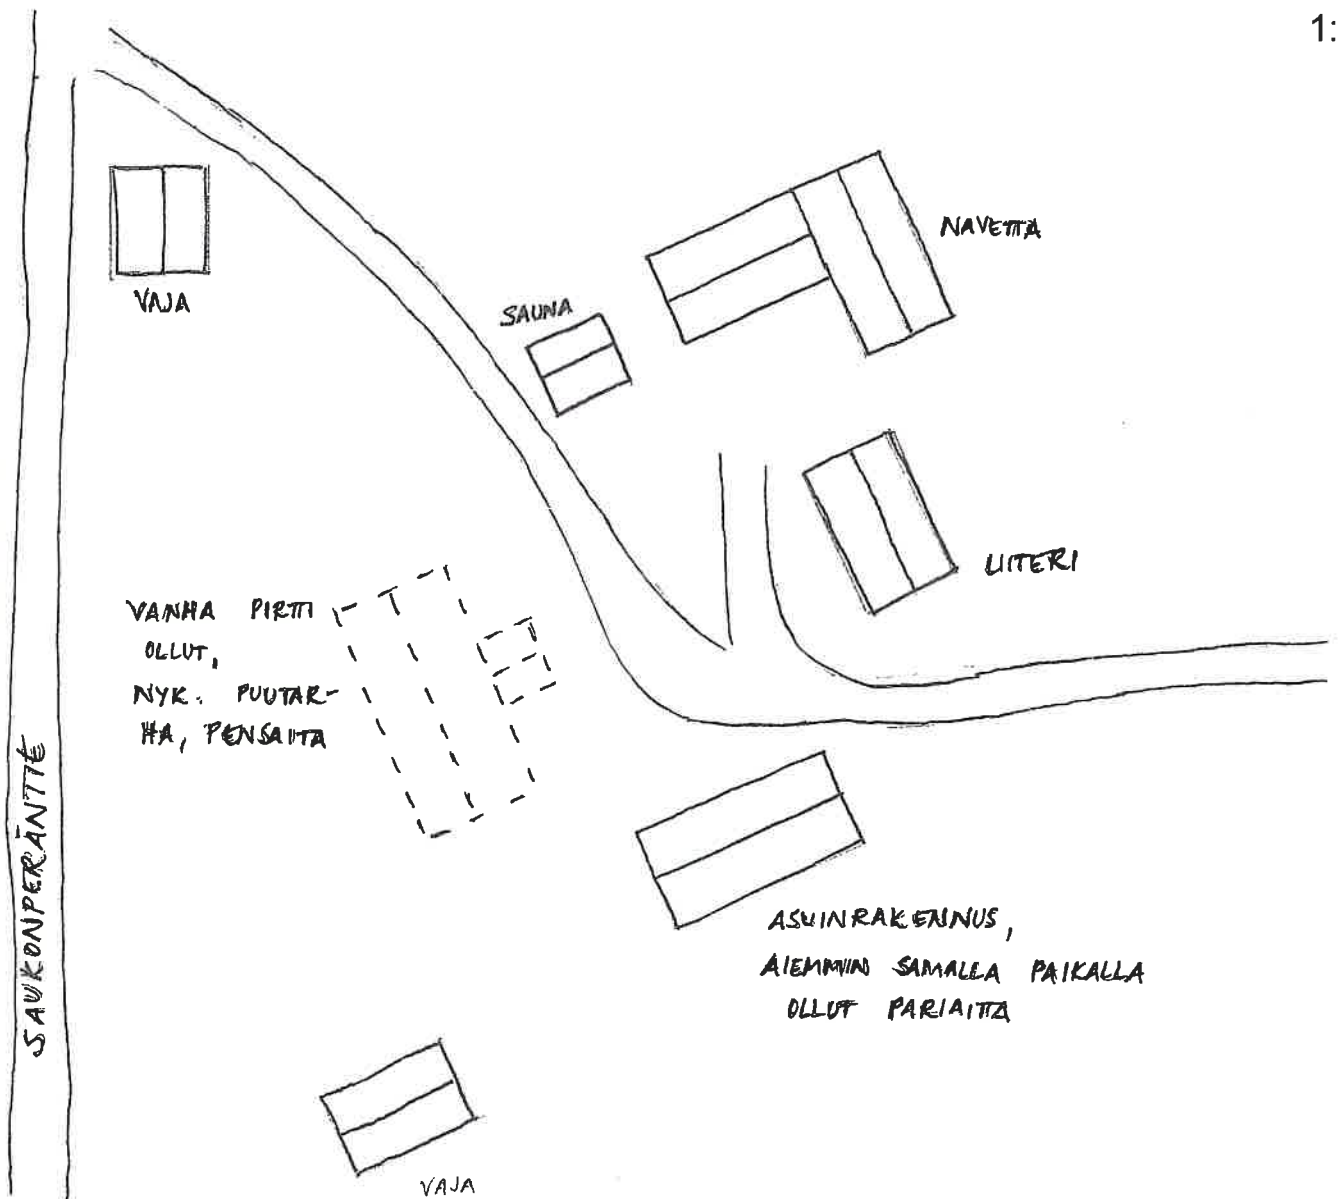 1:
NAVETTA
VAJA
SAUNA
LIITERI
VANHA PIRTTI
OLLUT,
NYK. PUUTAR-
HA, PENSAITA
SAUKONPERÄNTIE
ASUINRAKENNUS,
AIEMMIN SAMALLA PAIKALLA
OLLUT PARIAITTA
VAJA